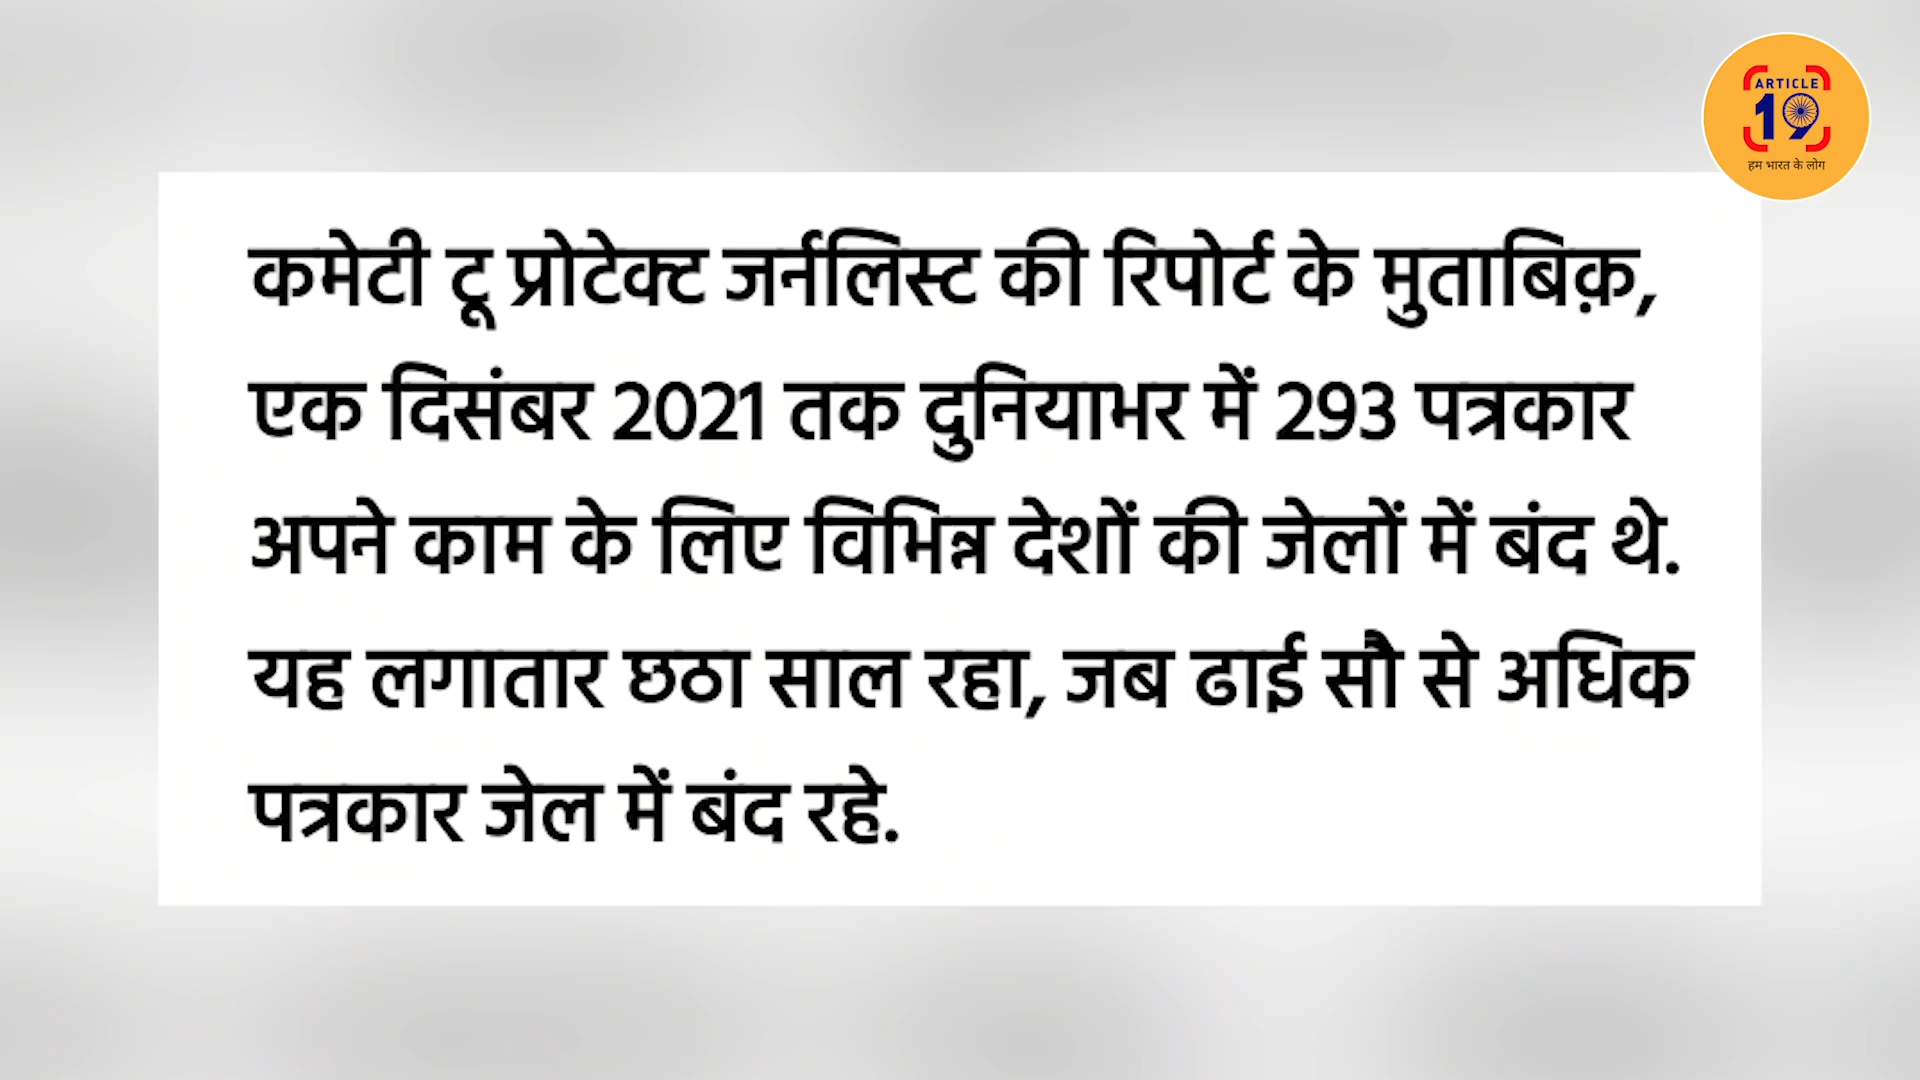 ARTICLE
19
हम भारत के लोग
कमेटी टू प्रोटेक्ट जर्नलिस्ट की रिपोर्ट के मुताबिक़,
एक दिसंबर 2021 तक दुनियाभर में 293 पत्रकार
अपने काम के लिए विभिन्न देशों की जेलों में बंद थे.
यह लगातार छठा साल रहा, जब ढाई सौ से अधिक
पत्रकार जेल में बंद रहे.